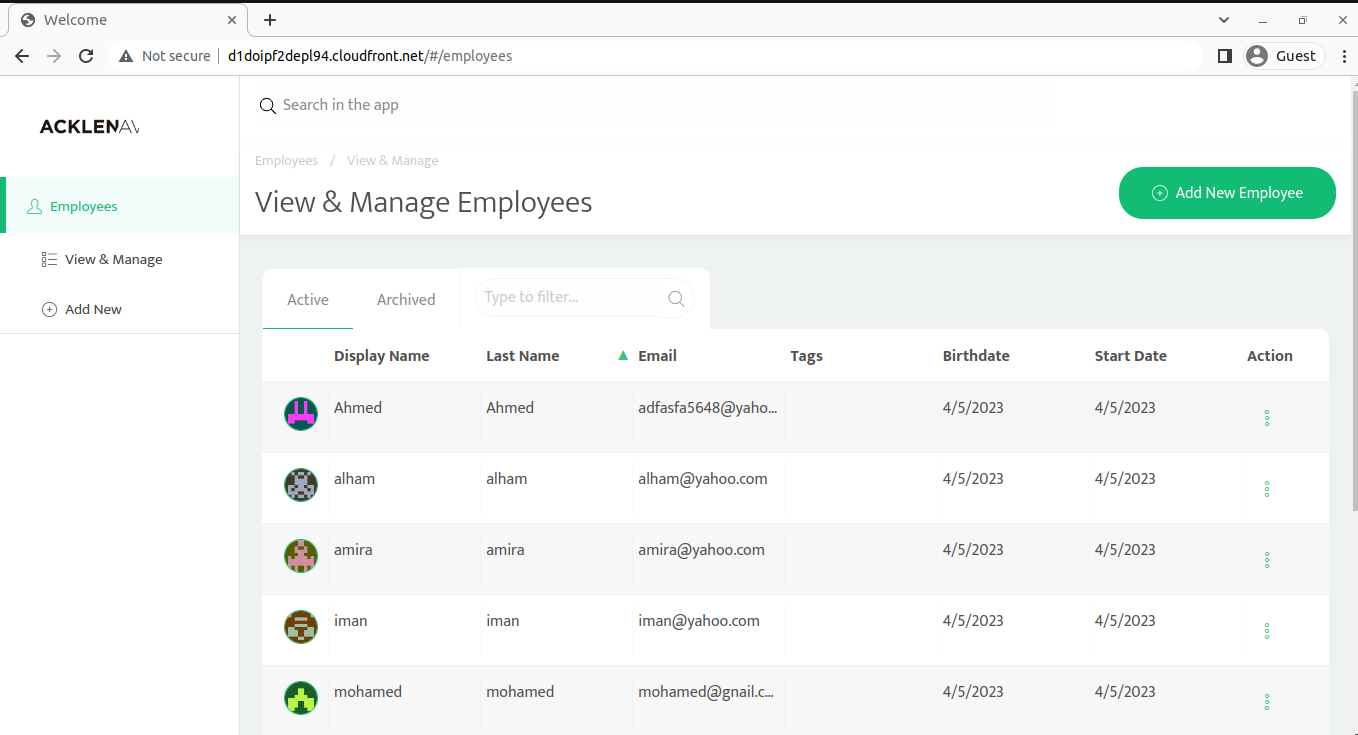 Welcome
Not secure d1doipf2depl94.cloudfront.net/#/employees Guest
ACKLENAV
Search in the app
Employees / View & Manage
View & Manage Employees
Add New Employee
Employees
View & Manage
Add New
Active Archived Type to filter...
Display Name Last Name Email Tags Birthdate Start Date Action
Ahmed Ahmed adfasfa5648@yaho... 4/5/2023 4/5/2023
alham alham alham@yahoo.com 4/5/2023 4/5/2023
amira amira amira@yahoo.com 4/5/2023 4/5/2023
iman iman iman@yahoo.com 4/5/2023 4/5/2023
mohamed mohamed mohamed@gnail.c... 4/5/2023 4/5/2023